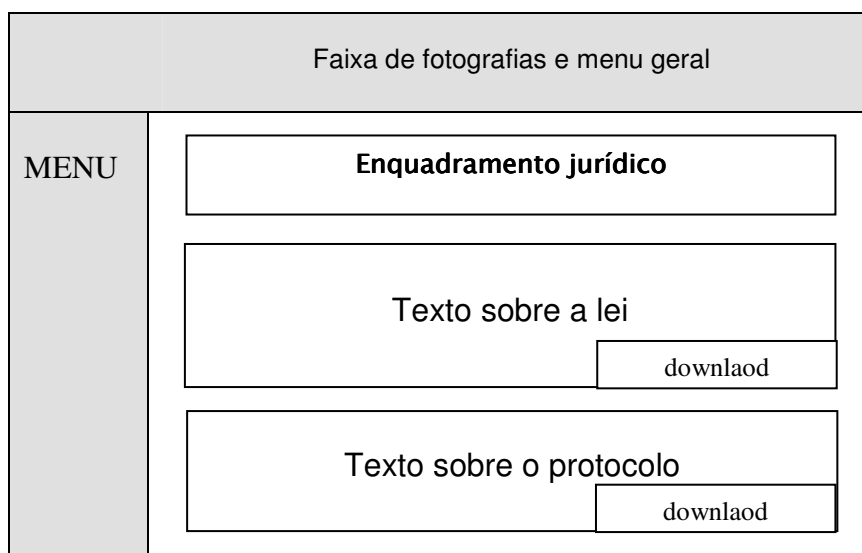 Faixa de fotografias e menu geral
MENU
Enquadramento jurídico
Texto sobre a lei
downlaod
Texto sobre o protocolo
downlaod